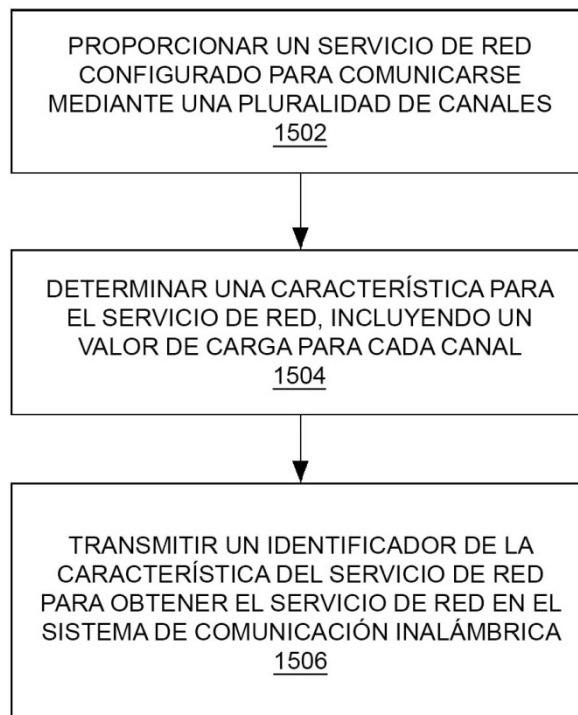 PROPORCIONAR UN SERVICIO DE RED
CONFIGURADO PARA COMUNICARSE
MEDIANTE UNA PLURALIDAD DE CANALES
1502
DETERMINAR UNA CARACTERÍSTICA PARA
EL SERVICIO DE RED, INCLUYENDO UN
VALOR DE CARGA PARA CADA CANAL
1504
TRANSMITIR UN IDENTIFICADOR DE LA
CARACTERÍSTICA DEL SERVICIO DE RED
PARA OBTENER EL SERVICIO DE RED EN EL
SISTEMA DE COMUNICACIÓN INALÁMBRICA
1506